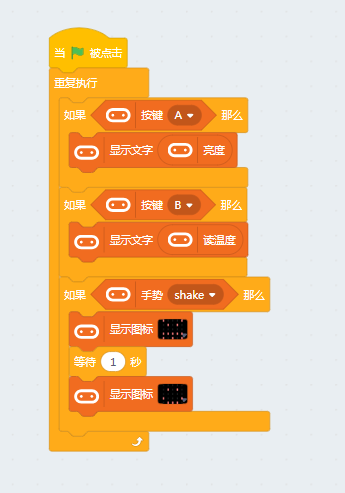 当 被点击
重复执行
如果 按键 A 那么
显示文字 亮度
如果 按键 B 那么
显示文字 读温度
如果 手势 shake 那么
显示图标
等待 1 秒
显示图标